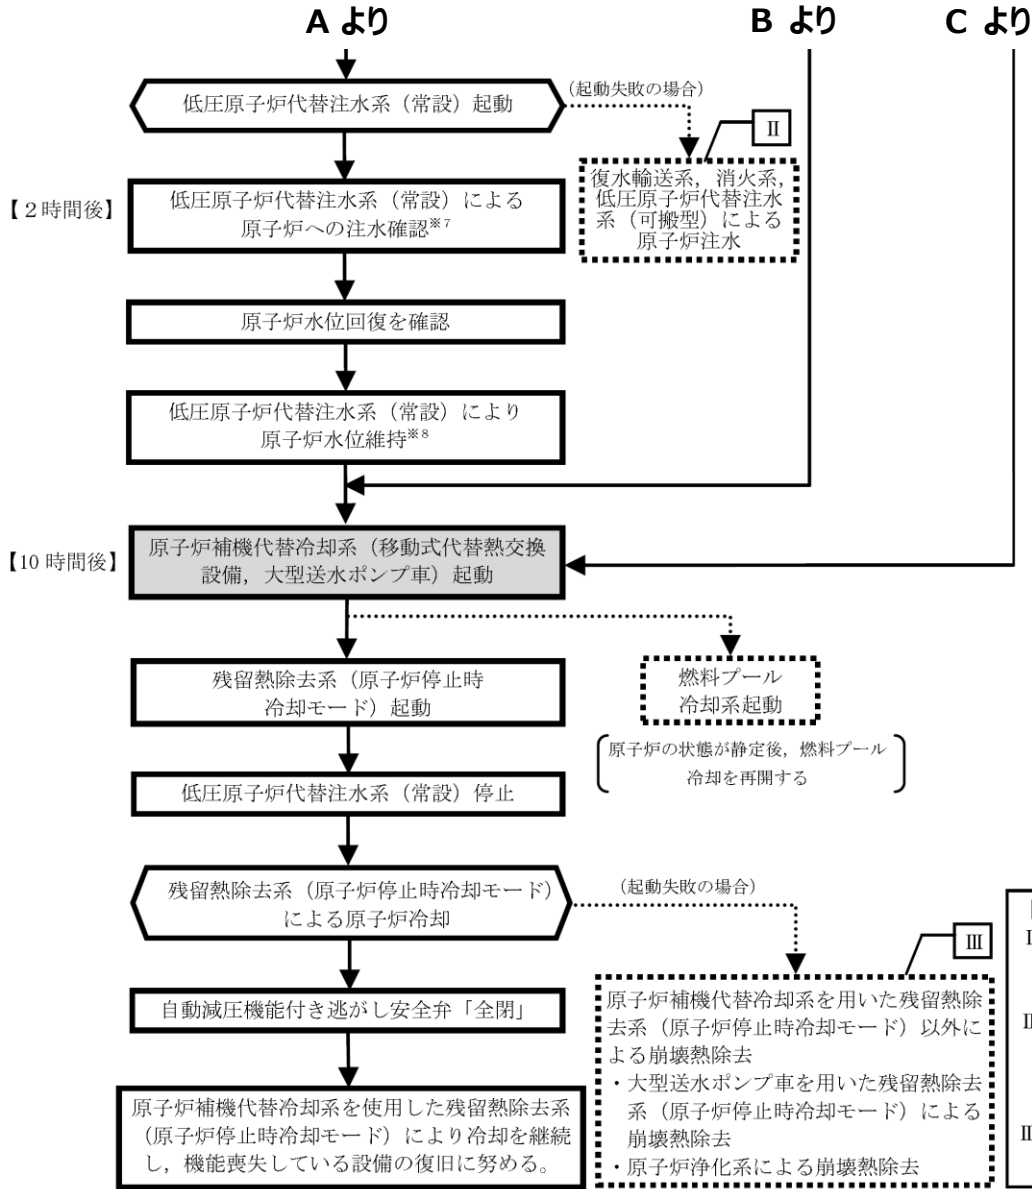 A より
B より
C より
低圧原子炉代替注水系（常設）起動
（起動失敗の場合）
Ⅱ
復水輸送系，消火系，
低圧原子炉代替注水
系（可搬型）による
原子炉注水
【２時間後】
低圧原子炉代替注水系（常設）による
原子炉への注水確認※7
原子炉水位回復を確認
低圧原子炉代替注水系（常設）により
原子炉水位維持※8
【10 時間後】
原子炉補機代替冷却系（移動式代替熱交換
設備，大型送水ポンプ車）起動
残留熱除去系（原子炉停止時
冷却モード）起動
燃料プール
冷却系起動
原子炉の状態が静定後，燃料プール
冷却を再開する
低圧原子炉代替注水系（常設）停止
残留熱除去系（原子炉停止時冷却モード）
による原子炉冷却
（起動失敗の場合）
Ⅲ
自動減圧機能付き逃がし安全弁「全閉」
原子炉補機代替冷却系を用いた残留熱除
去系（原子炉停止時冷却モード）以外
による崩壊熱除去
・大型送水ポンプ車を用いた残留熱除去
系（原子炉停止時冷却モード）による
崩壊熱除去
・原子炉浄化系による崩壊熱除去
原子炉補機代替冷却系を使用した残留熱除去系
（原子炉停止時冷却モード）により冷却を継続
し，機能喪失している設備の復旧に努める。